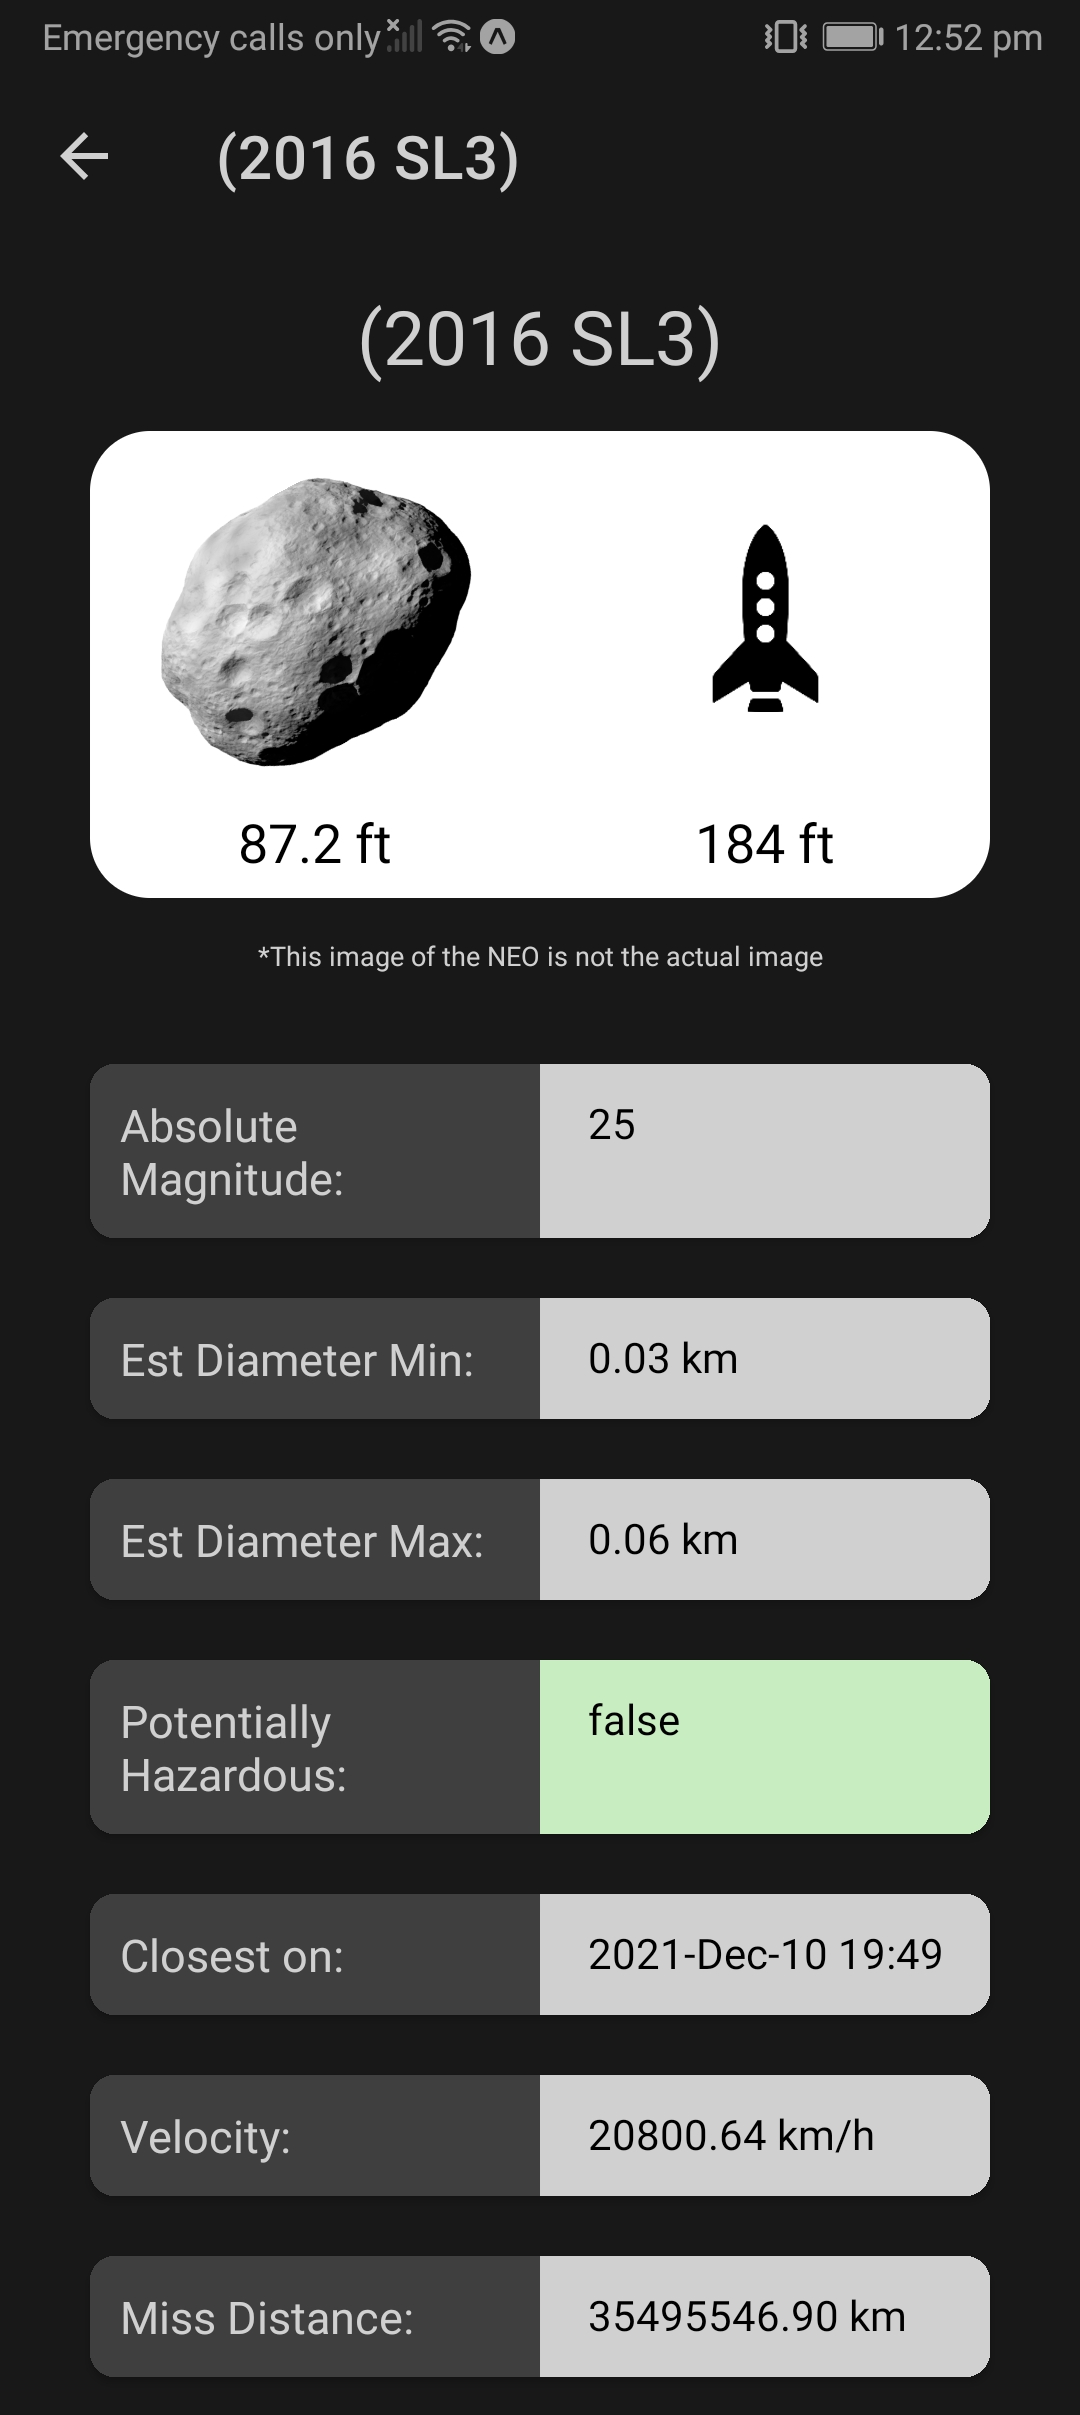 Emergency calls only 12:52 pm
(2016 SL3)
(2016 SL3)
87.2 ft 184 ft
*This image of the NEO is not the actual image
Absolute 25
Magnitude:
Est Diameter Min: 0.03 km
Est Diameter Max: 0.06 km
Potentially false
Hazardous:
Closest on: 2021-Dec-10 19:49
Velocity: 20800.64 km/h
Miss Distance: 35495546.90 km